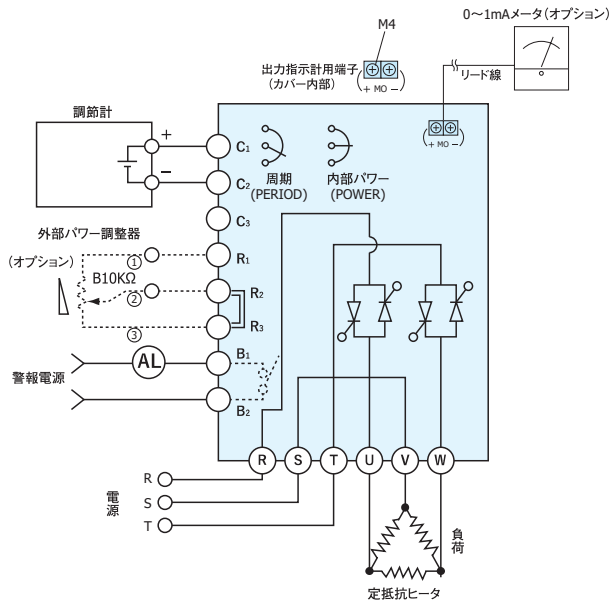 M4
0～1mAメータ(オプション)
出力指示計用端子
(カバー内部)
(+ MO −)
リード線
(+ MO −)
調節計
+
−
C1
C2
C3
周期
(PERIOD)
内部パワー
(POWER)
外部パワー調整器
(オプション)
B10KΩ
①
②
③
R1
R2
R3
警報電源
AL
B1
B2
R
S
T
U
V
W
電源
R
S
T
負荷
定抵抗ヒータ